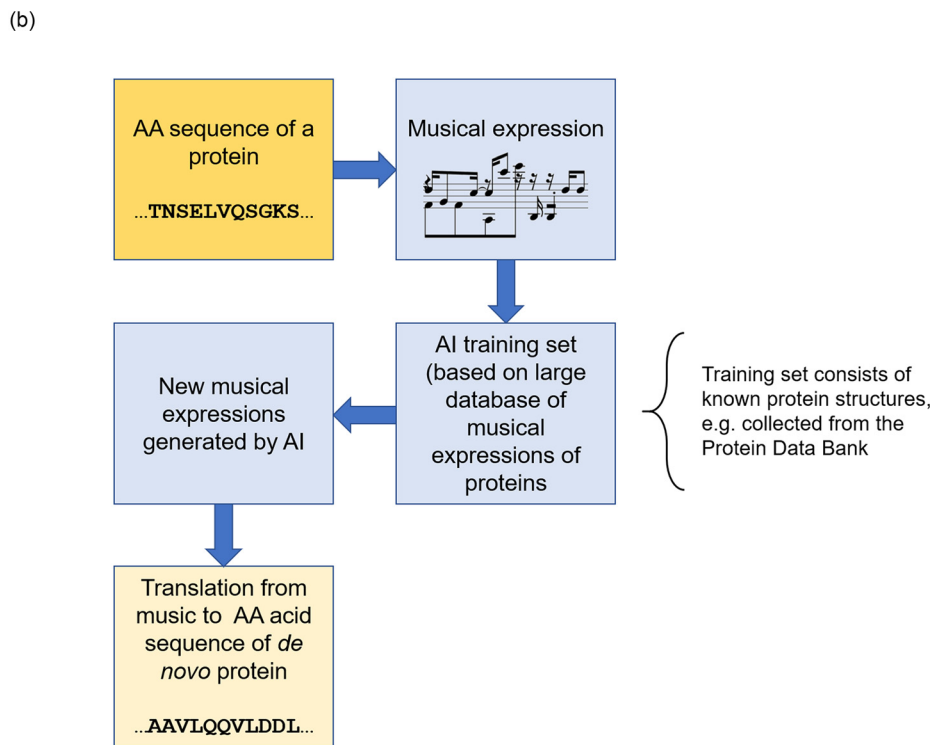 (b)
AA sequence of a
protein
...TNSELVQSGKS...
Musical expression
AI training set
(based on large
database of
musical
expressions of
proteins
Training set consists of
known protein structures,
e.g. collected from the
Protein Data Bank
New musical
expressions
generated by AI
Translation from
music to AA acid
sequence of de
novo protein
...AAVLQQVLDDL...